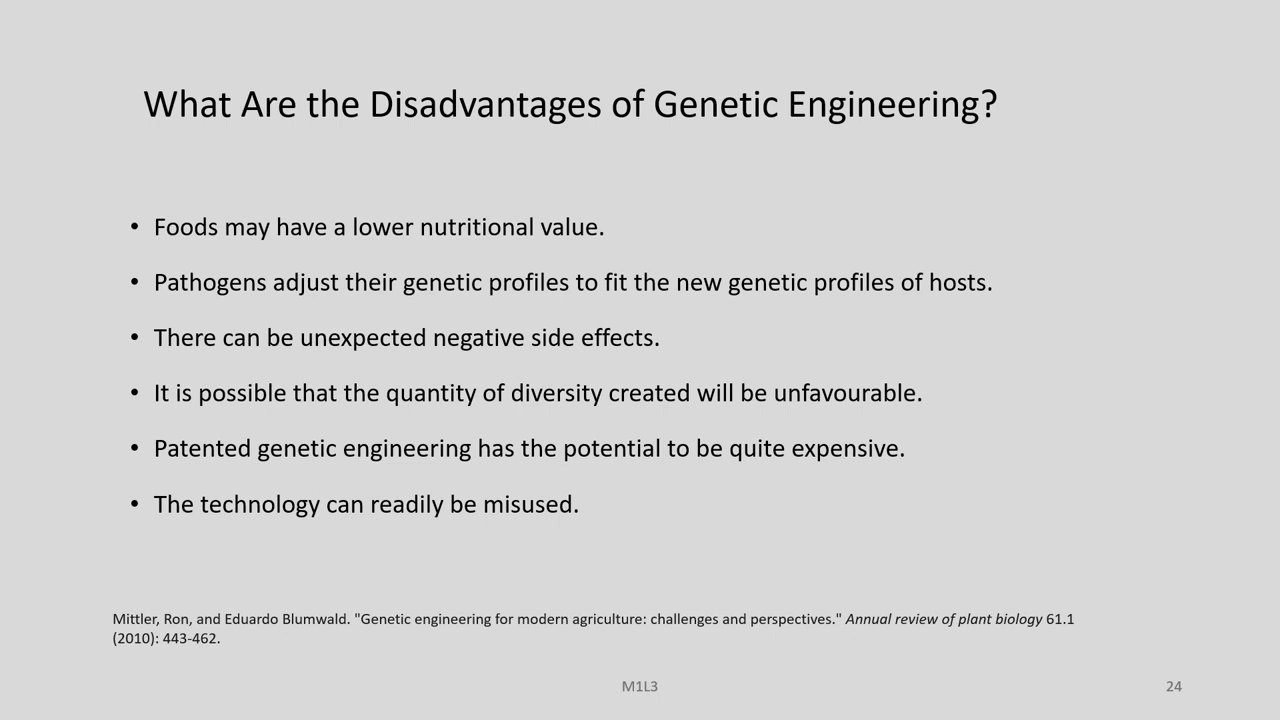 What Are the Disadvantages of Genetic Engineering?
• Foods may have a lower nutritional value.
• Pathogens adjust their genetic profiles to fit the new genetic profiles of hosts.
• There can be unexpected negative side effects.
• It is possible that the quantity of diversity created will be unfavourable.
• Patented genetic engineering has the potential to be quite expensive.
• The technology can readily be misused.
Mittler, Ron, and Eduardo Blumwald. "Genetic engineering for modern agriculture: challenges and perspectives." Annual review of plant biology 61.1
(2010): 443-462.
M1L3
24